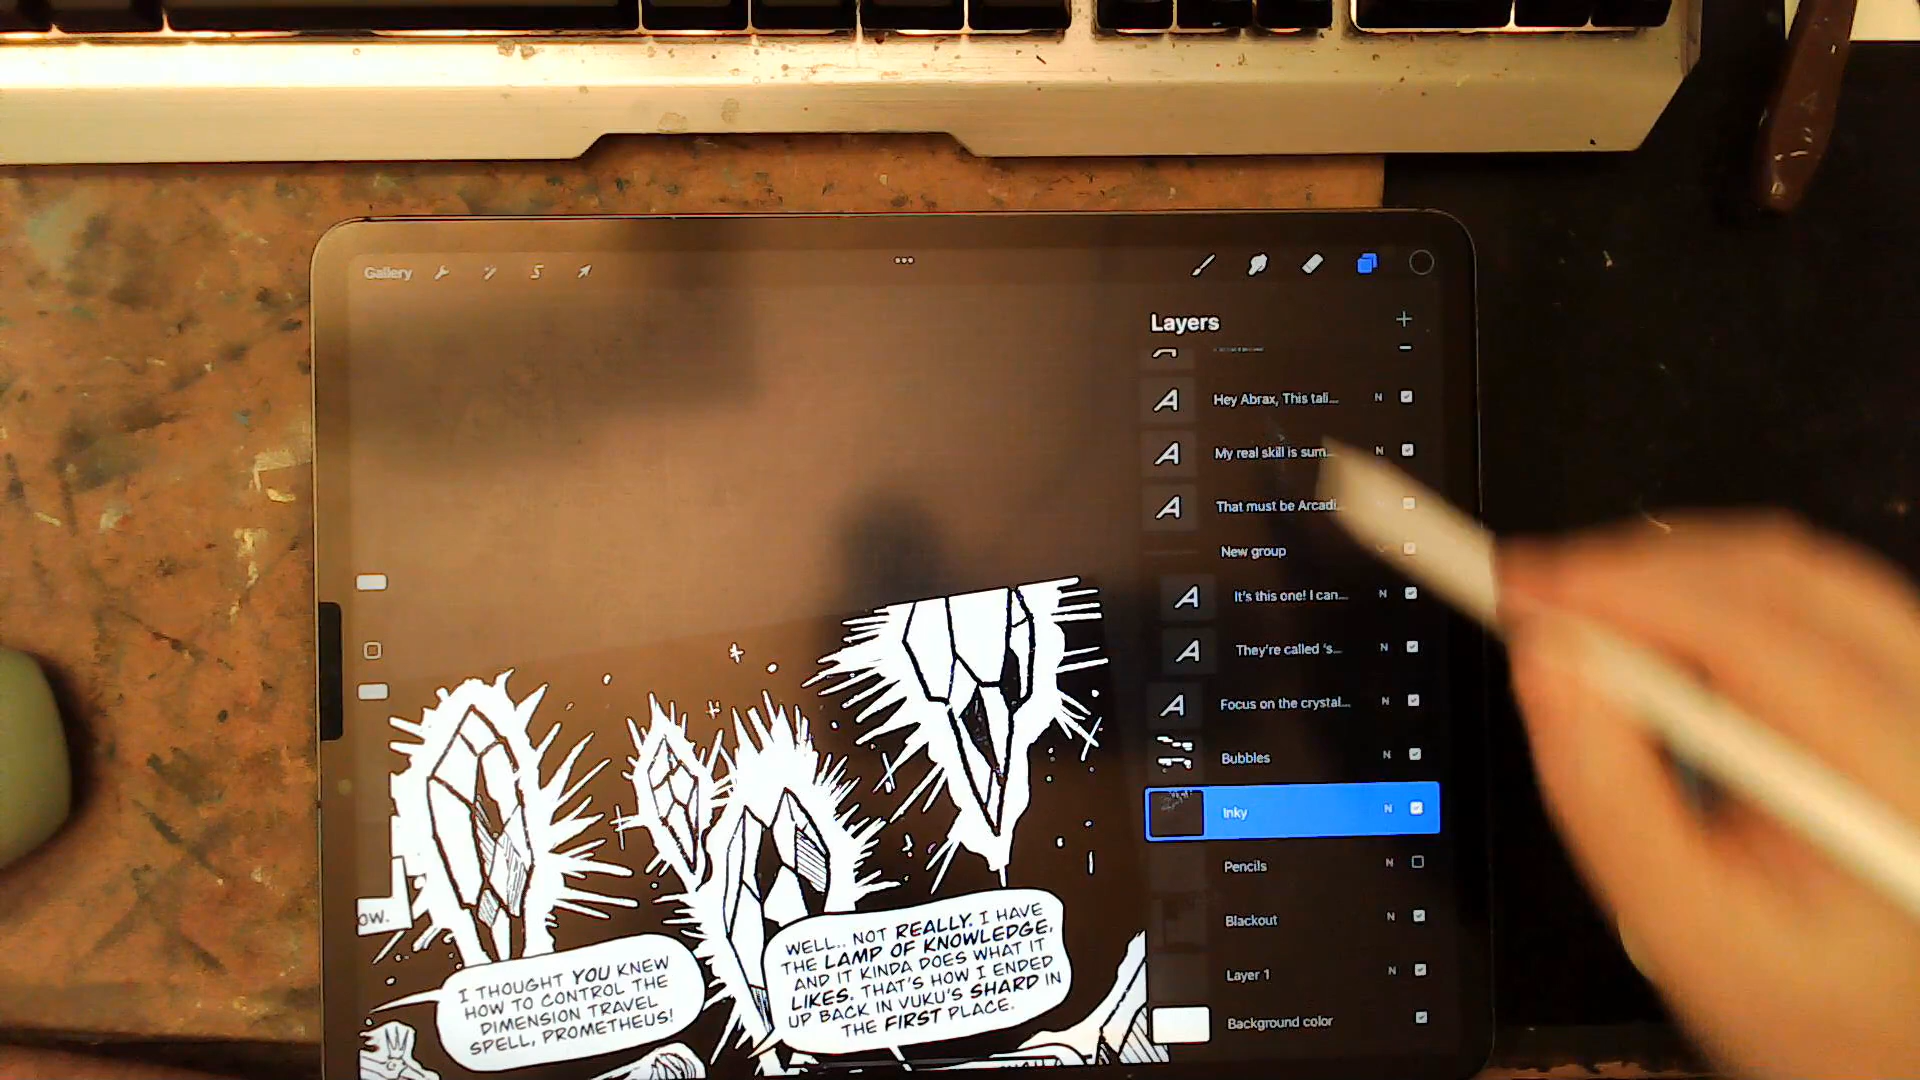 Gallery
Layers
Hey Abrax, This tali... N
My real skill is sum... N
That must be Arcadi...
New group
It's this one! I can... N
They're called 's... N
Focus on the crystal... N
Bubbles N
Inky N
Pencils N
Blackout N
Layer 1 N
Background color
OW.
I THOUGHT YOU KNEW
HOW TO CONTROL THE
DIMENSION TRAVEL
SPELL, PROMETHEUS!
WELL.. NOT REALLY. I HAVE
THE LAMP OF KNOWLEDGE,
AND IT KINDA DOES WHAT IT
LIKES. THAT'S HOW I ENDED
UP BACK IN VUKU'S SHARD IN
THE FIRST PLACE.